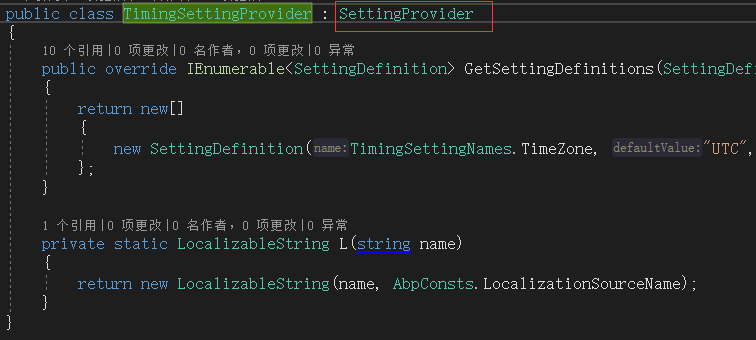 public class TimingSettingProvider : SettingProvider
{
10 个引用|0 项更改|0 名作者，0 项更改|0 异常
public override IEnumerable<SettingDefinition> GetSettingDefinitions(SettingDef
{
return new[]
{
new SettingDefinition(name:TimingSettingNames.TimeZone, defaultValue:"UTC",
};
}
1 个引用|0 项更改|0 名作者，0 项更改|0 异常
private static LocalizableString L(string name)
{
return new LocalizableString(name, AbpConsts.LocalizationSourceName);
}
}